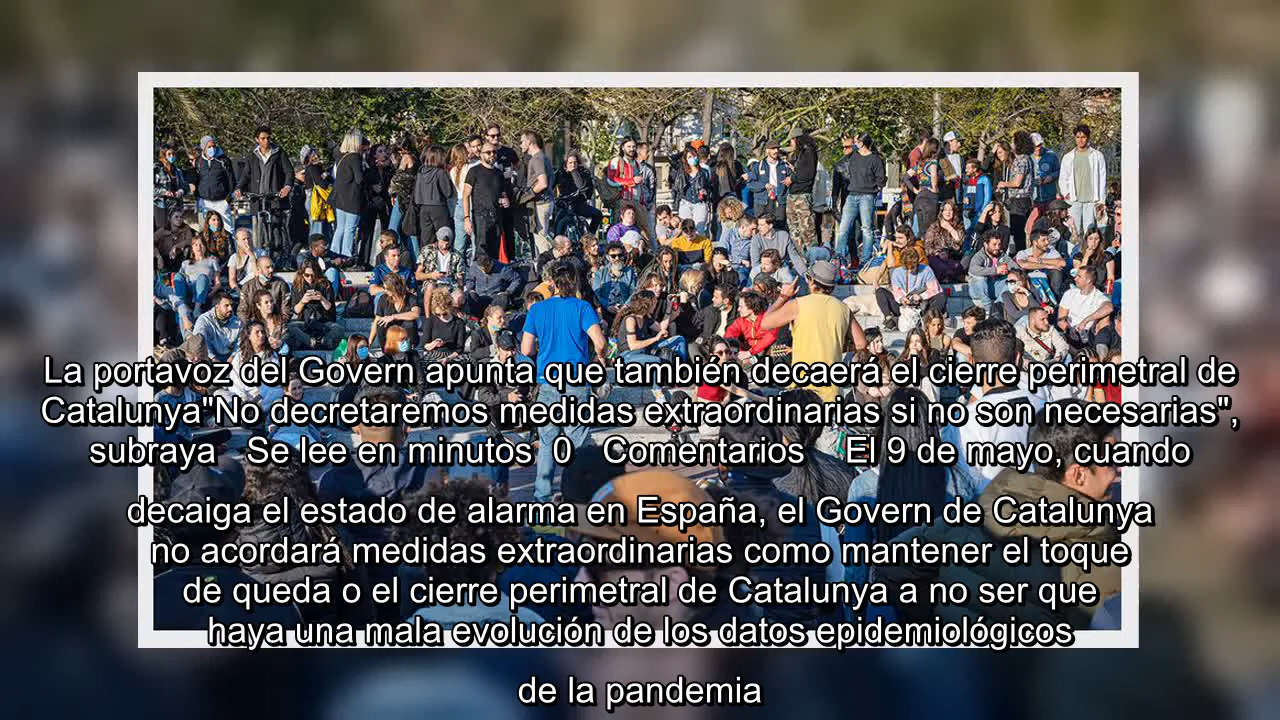 La portavoz del Govern apunta que también decaerá el cierre perimetral de
Catalunya"No decretaremos medidas extraordinarias si no son necesarias",
subraya Se lee en minutos 0 Comentarios El 9 de mayo, cuando
decaiga el estado de alarma en España, el Govern de Catalunya
no acordará medidas extraordinarias como mantener el toque
de queda o el cierre perimetral de Catalunya a no ser que
haya una mala evolución de los datos epidemiológicos
de la pandemia